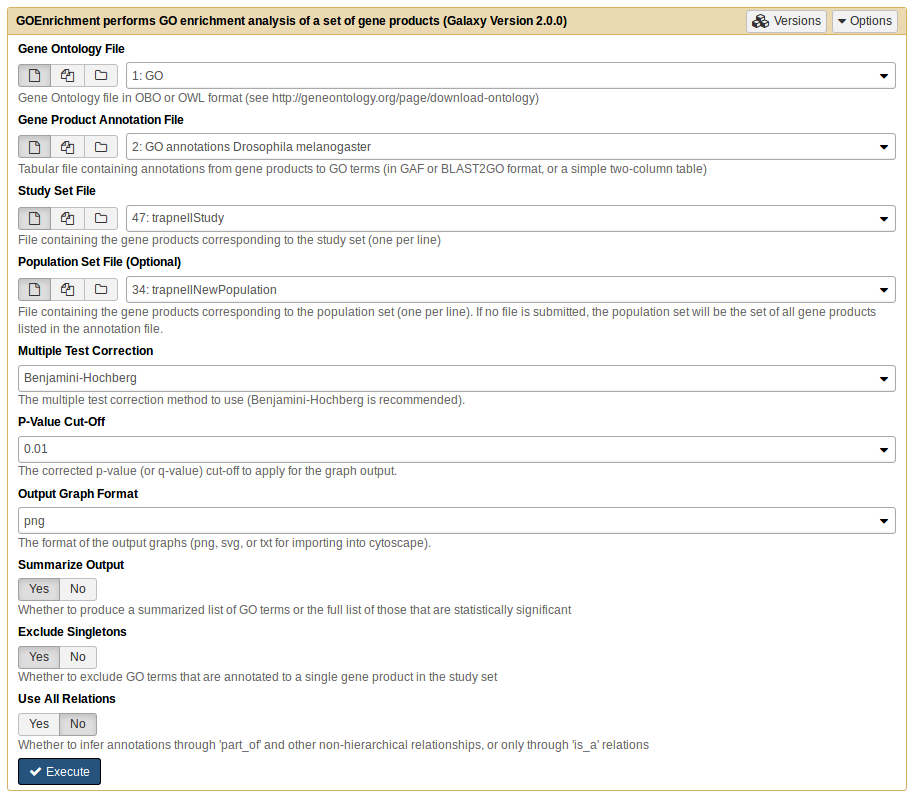 GOEnrichment performs GO enrichment analysis of a set of gene products (Galaxy Version 2.0.0)
Versions
Options
Gene Ontology File
1: GO
Gene Ontology file in OBO or OWL format (see http://geneontology.org/page/download-ontology)
Gene Product Annotation File
2: GO annotations Drosophila melanogaster
Tabular file containing annotations from gene products to GO terms (in GAF or BLAST2GO format, or a simple two-column table)
Study Set File
47: trapnellStudy
File containing the gene products corresponding to the study set (one per line)
Population Set File (Optional)
34: trapnellNewPopulation
File containing the gene products corresponding to the population set (one per line). If no file is submitted, the population set will be the set of all gene products
listed in the annotation file.
Multiple Test Correction
Benjamini-Hochberg
The multiple test correction method to use (Benjamini-Hochberg is recommended).
P-Value Cut-Off
0.01
The corrected p-value (or q-value) cut-off to apply for the graph output.
Output Graph Format
png
The format of the output graphs (png, svg, or txt for importing into cytoscape).
Summarize Output
Yes No
Whether to produce a summarized list of GO terms or the full list of those that are statistically significant
Exclude Singletons
Yes No
Whether to exclude GO terms that are annotated to a single gene product in the study set
Use All Relations
Yes No
Whether to infer annotations through 'part_of' and other non-hierarchical relationships, or only through 'is_a' relations
Execute